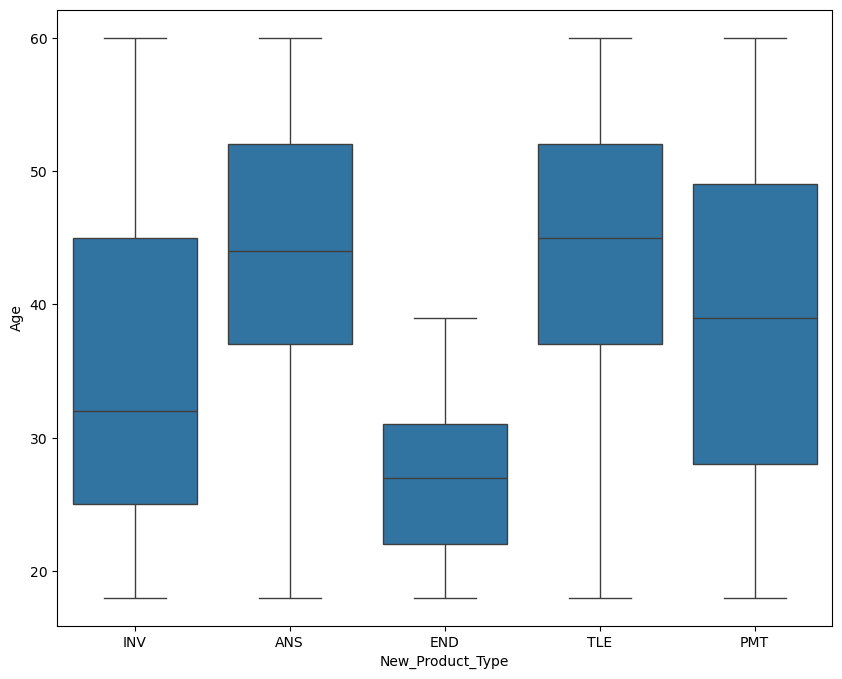 60
50
40
30
20
Age
INV ANS END TLE PMT
New_Product_Type